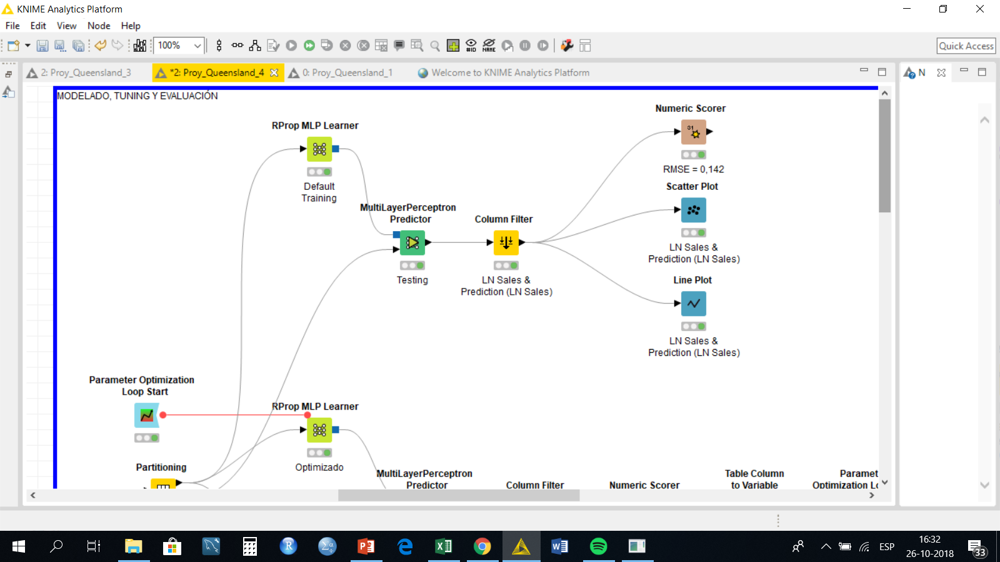 KNIME Analytics Platform
File Edit View Node Help
100%
#ID
NAME
Quick Access
2: Proy_Queensland_3
*2: Proy_Queensland_4
0: Proy_Queensland_1
Welcome to KNIME Analytics Platform
N
MODELADO, TUNING Y EVALUACIÓN
Numeric Scorer
31
RMSE = 0,142
RProp MLP Learner
Default
Training
MultiLayerPerceptron
Predictor
Testing
Column Filter
LN Sales &
Prediction (LN Sales)
Scatter Plot
LN Sales &
Prediction (LN Sales)
Line Plot
LN Sales &
Prediction (LN Sales)
Parameter Optimization
Loop Start
RProp MLP Learner
Optimizado
Partitioning
MultiLayerPerceptron
Predictor
Column Filter
Numeric Scorer
Table Column
to Variable
Paramet
Optimization Lo
R
Σα
P
X
W
ESP
16:32
26-10-2018
33